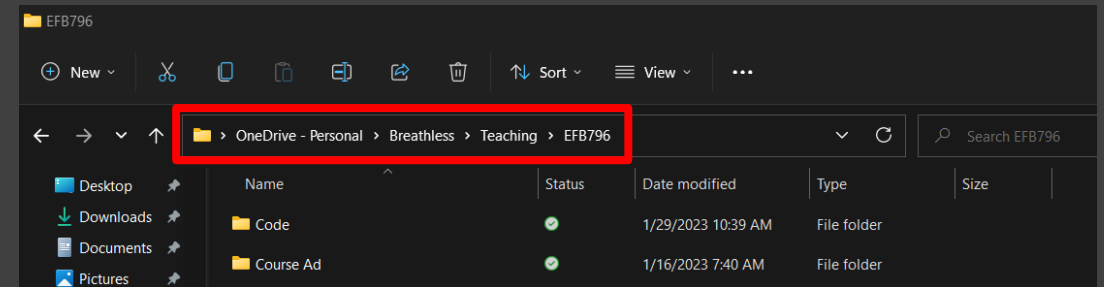 EFB796
New Sort View
OneDrive - Personal > Breathless > Teaching > EFB796 Search EFB796
Desktop Name Status Date modified Type Size
Downloads Code 1/29/2023 10:39 AM File folder
Documents
Course Ad 1/16/2023 7:40 AM File folder
Pictures